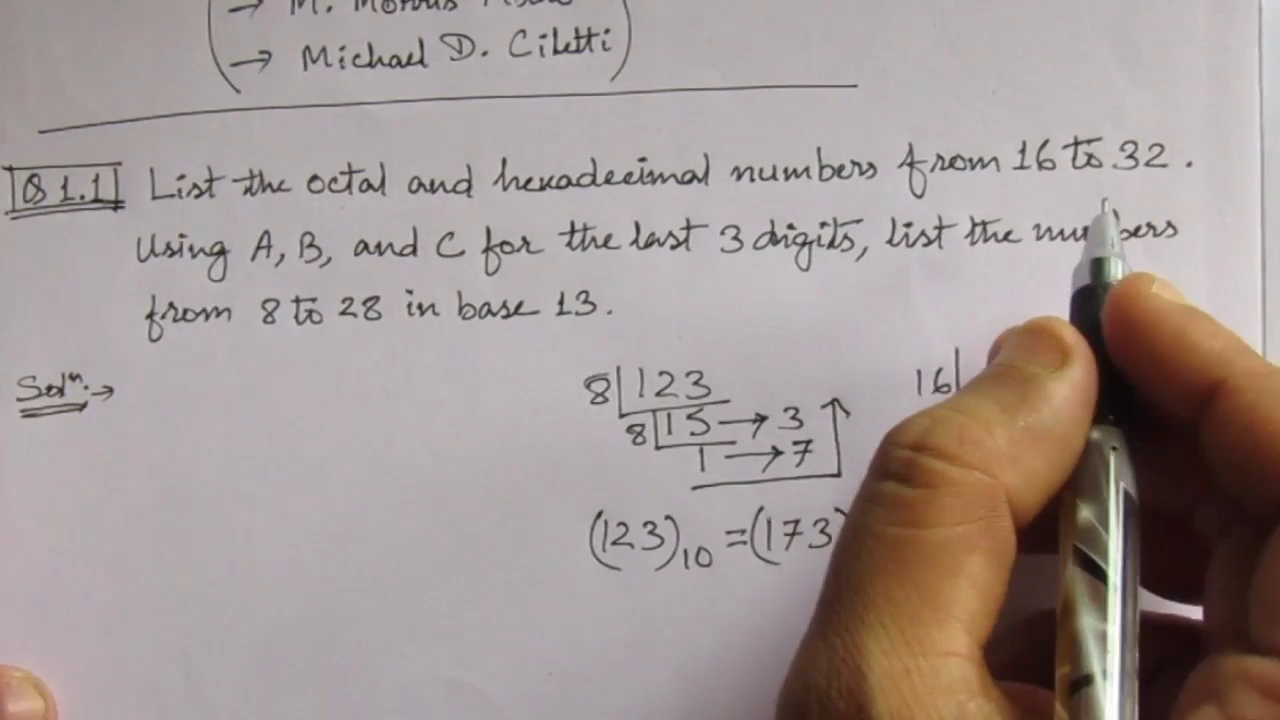 → M.
→ Michael D. Ciletti
Q 1.1 List the octal and hexadecimal numbers from 16 to 32.
Using A, B, and C for the last 3 digits, list the numbers
from 8 to 28 in base 13.
Solⁿ.→
8 123
8 15 → 3
1 → 7
(123)₁₀ = (173)
16